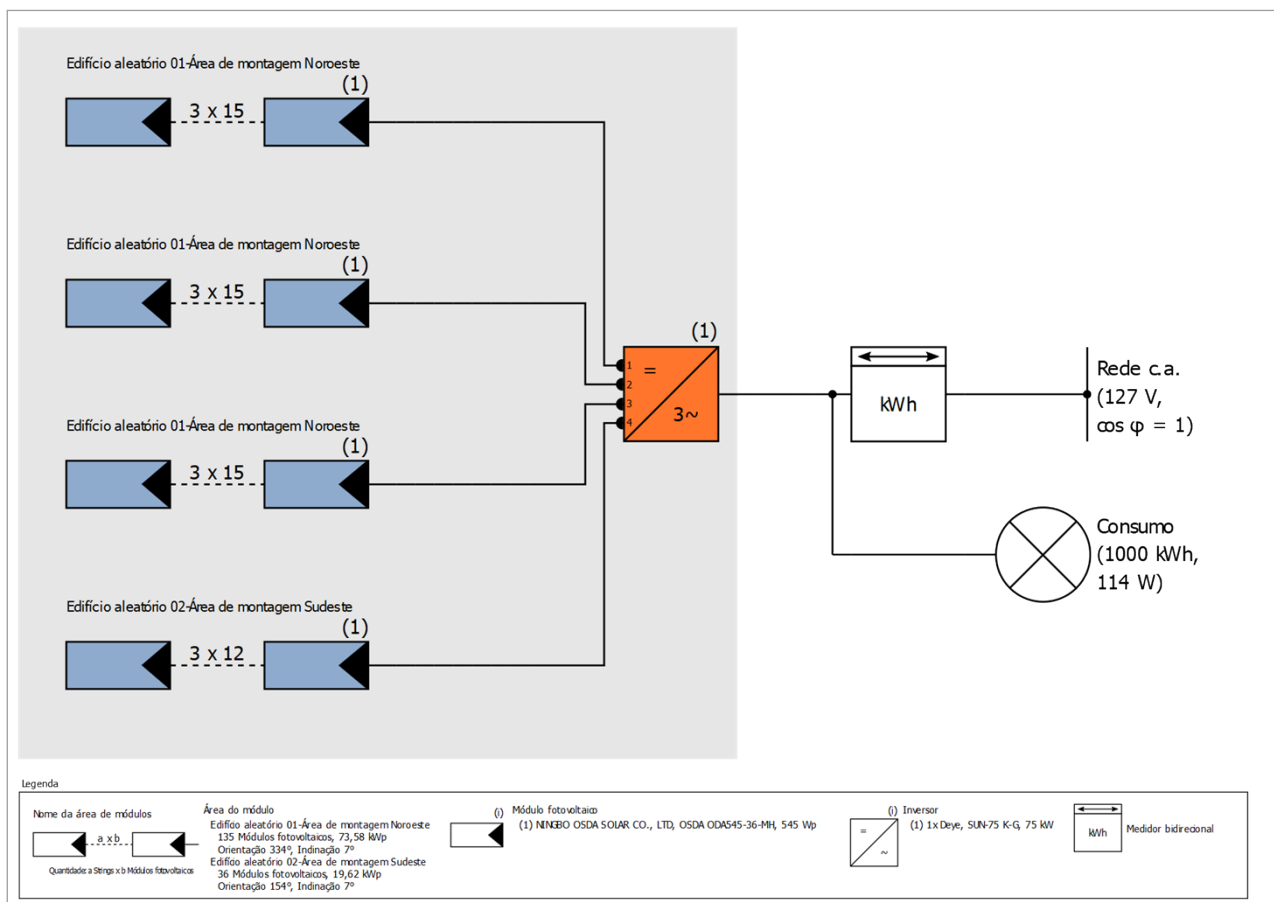 Edifício aleatório 01-Área de montagem Noroeste
(1)
3 x 15
Edifício aleatório 01-Área de montagem Noroeste
(1)
3 x 15
(1)
1
=
2
3
3~
4
kWh
Rede c.a.
(127 V,
cos φ = 1)
Edifício aleatório 01-Área de montagem Noroeste
(1)
3 x 15
Consumo
(1000 kWh,
114 W)
Edifício aleatório 02-Área de montagem Sudeste
(1)
3 x 12
Legenda
Nome da área de módulos
a x b
Quantidade: a Strings x b Módulos fotovoltaicos
Área do módulo
Edifício aleatório 01-Área de montagem Noroeste
135 Módulos fotovoltaicos, 73,58 kWp
Orientação 334°, Inclinação 7°
Edifício aleatório 02-Área de montagem Sudeste
36 Módulos fotovoltaicos, 19,62 kWp
Orientação 154°, Inclinação 7°
(i) Módulo fotovoltaico
(1) NINGBO OSDA SOLAR CO., LTD, OSDA ODA545-36-MH, 545 Wp
(i) Inversor
= ~
(1) 1x Deye, SUN-75 K-G, 75 kW
kWh
Medidor bidirecional